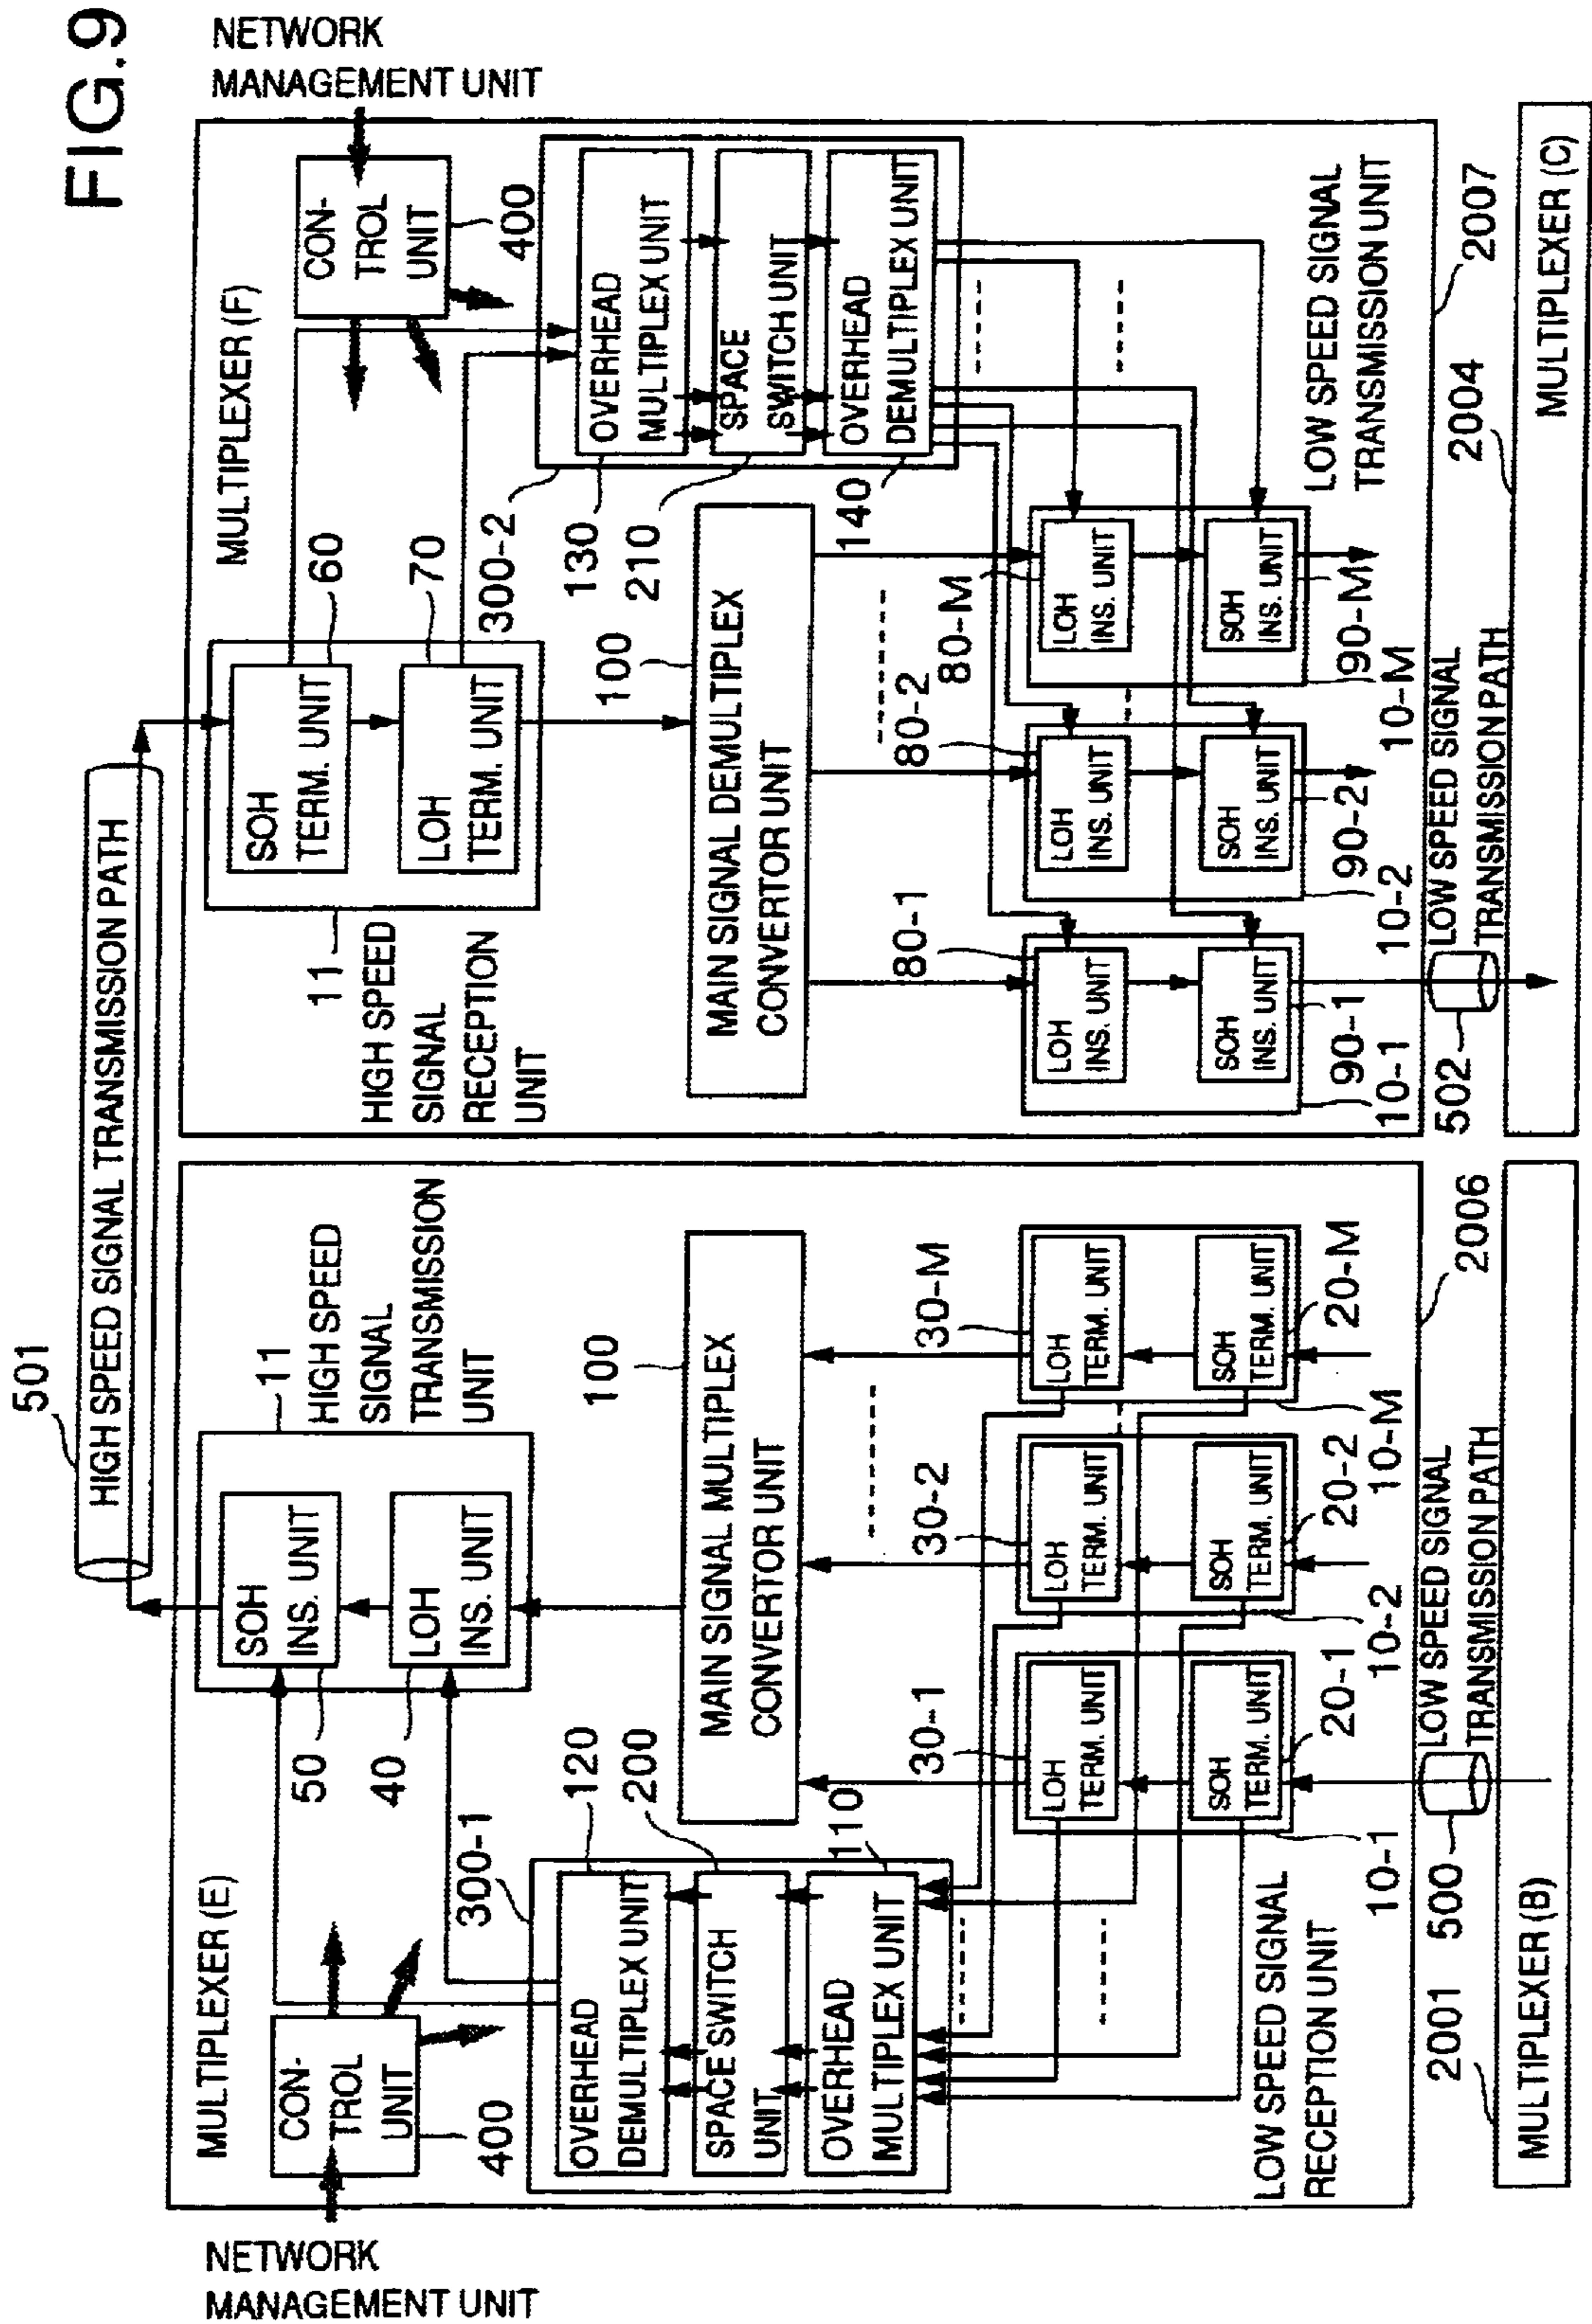 FIG.9
501
HIGH SPEED SIGNAL TRANSMISSION PATH
NETWORK
MANAGEMENT UNIT
MULTIPLEXER (E)
CON-
TROL
UNIT
400
300-1
120
OVERHEAD
DEMULTIPLEX UNIT
200
SPACE SWITCH
UNIT
110
OVERHEAD
MULTIPLEX UNIT
SOH
INS. UNIT
50
LOH
INS. UNIT
40
11
HIGH SPEED
SIGNAL
TRANSMISSION
UNIT
100
MAIN SIGNAL MULTIPLEX
CONVERTOR UNIT
30-1
30-2
30-M
LOH
TERM. UNIT
LOH
TERM. UNIT
LOH
TERM. UNIT
SOH
TERM. UNIT
SOH
TERM. UNIT
SOH
TERM. UNIT
20-1
20-2
20-M
10-1
10-2
10-M
LOW SPEED SIGNAL
RECEPTION UNIT
LOW SPEED SIGNAL
TRANSMISSION PATH
500
2006
2001
MULTIPLEXER (B)
NETWORK
MANAGEMENT UNIT
MULTIPLEXER (F)
CON-
TROL
UNIT
400
SOH
TERM. UNIT
60
LOH
TERM. UNIT
70
11
HIGH SPEED
SIGNAL
RECEPTION
UNIT
300-2
OVERHEAD
MULTIPLEX UNIT
130
SPACE
SWITCH UNIT
210
OVERHEAD
DEMULTIPLEX UNIT
140
100
MAIN SIGNAL DEMULTIPLEX
CONVERTOR UNIT
80-1
80-2
80-M
LOH
INS. UNIT
LOH
INS. UNIT
LOH
INS. UNIT
SOH
INS. UNIT
SOH
INS. UNIT
SOH
INS. UNIT
90-1
90-2
90-M
10-1
10-2
10-M
LOW SPEED SIGNAL
TRANSMISSION UNIT
LOW SPEED SIGNAL
TRANSMISSION PATH
502
2007
2004
MULTIPLEXER (C)